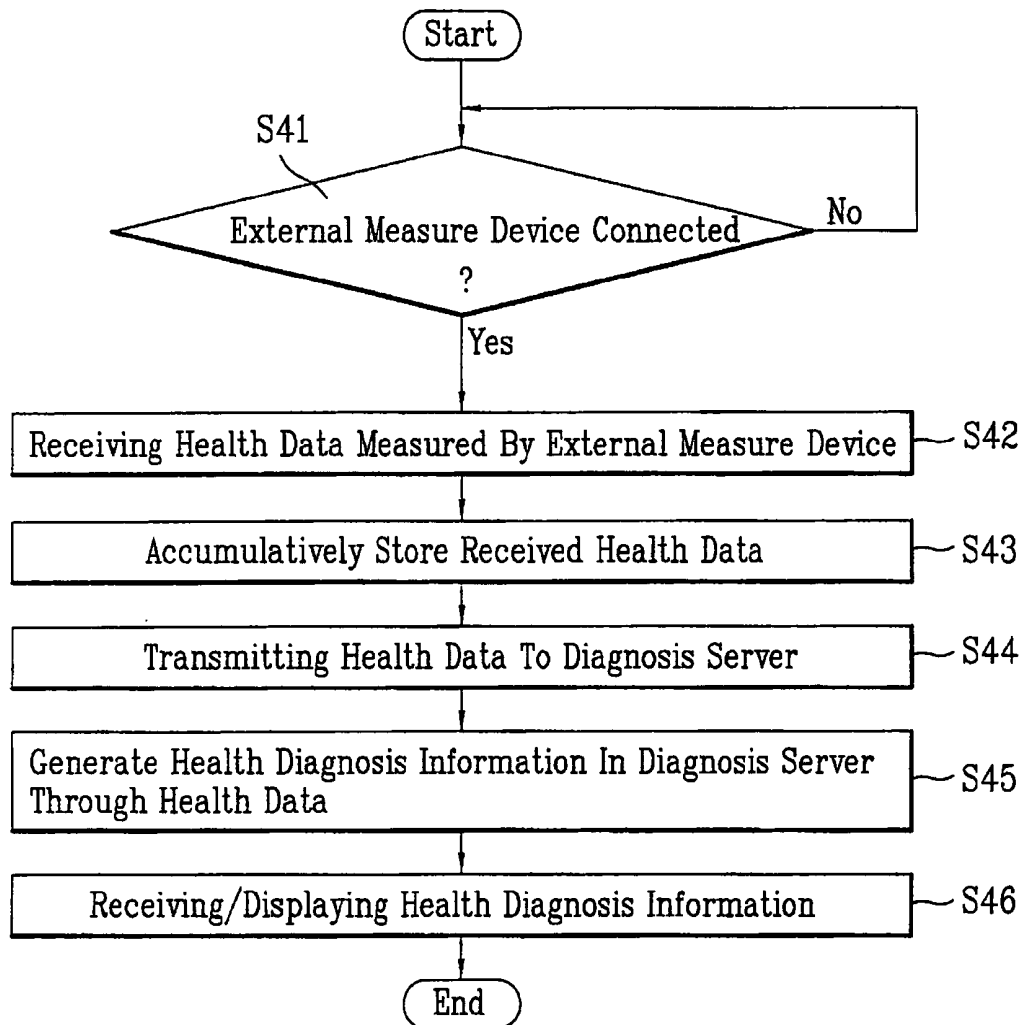 Start
S41
External Measure Device Connected
?
No
Yes
Receiving Health Data Measured By External Measure Device
S42
Accumulatively Store Received Health Data
S43
Transmitting Health Data To Diagnosis Server
S44
Generate Health Diagnosis Information In Diagnosis Server
Through Health Data
S45
Receiving/Displaying Health Diagnosis Information
S46
End